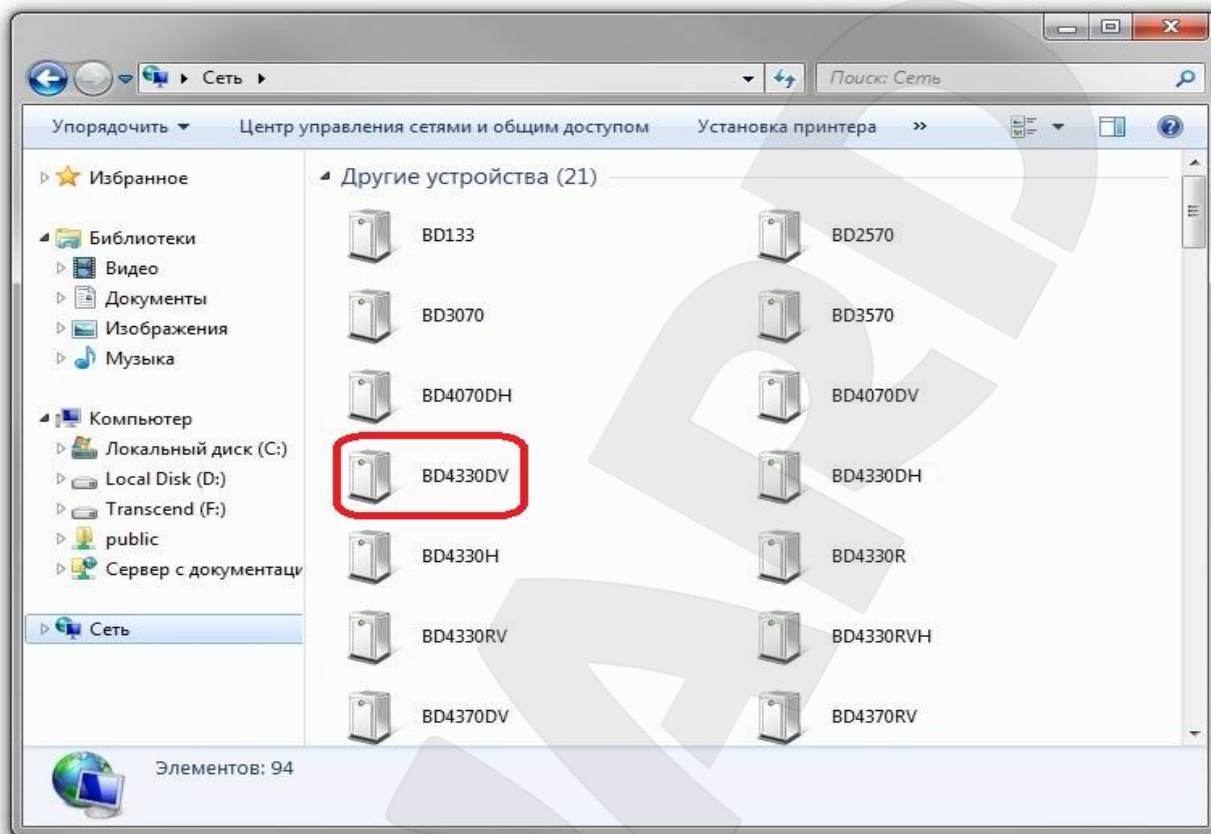 Сеть
Поиск: Сеть
Упорядочить
Центр управления сетями и общим доступом
Установка принтера
»
Избранное
Библиотеки
Видео
Документы
Изображения
Музыка
Компьютер
Локальный диск (C:)
Local Disk (D:)
Transcend (F:)
public
Сервер с документаци
Сеть
Другие устройства (21)
BD133
BD2570
BD3070
BD3570
BD4070DH
BD4070DV
BD4330DV
BD4330DH
BD4330H
BD4330R
BD4330RV
BD4330RVH
BD4370DV
BD4370RV
Элементов: 94